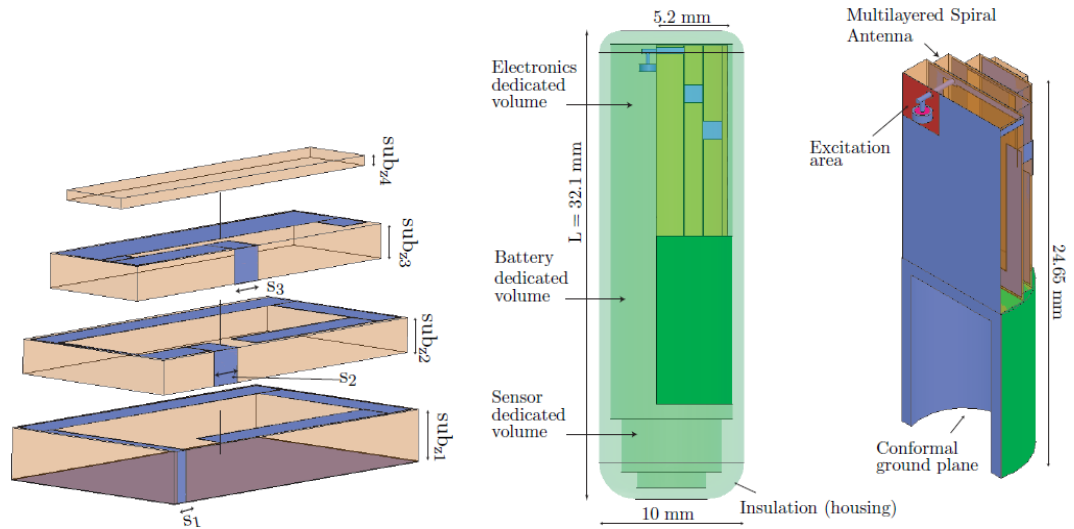 sub_z4
sub_z3
s_3
sub_z2
s_2
sub_z1
s_1
5.2 mm
Electronics
dedicated
volume
L = 32.1 mm
Battery
dedicated
volume
Sensor
dedicated
volume
Insulation (housing)
10 mm
Multilayered Spiral
Antenna
Excitation
area
24.65 mm
Conformal
ground plane